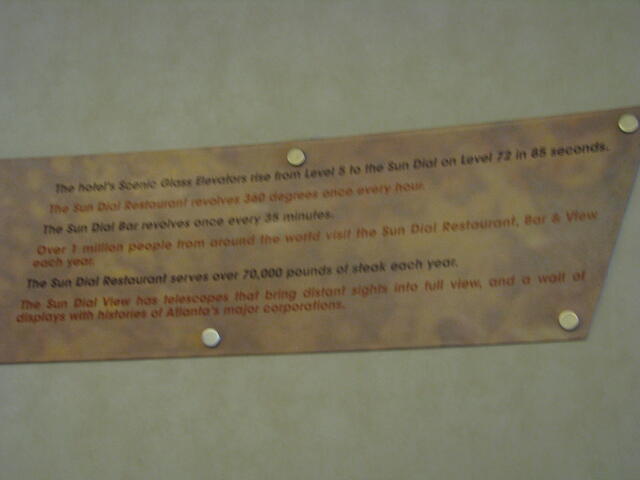 The hotel's Scenic Glass Elevators rise from Level 5 to the Sun Dial on Level 72 in 85 seconds.
The Sun Dial Restaurant revolves 360 degrees once every hour.
The Sun Dial Bar revolves once every 35 minutes.
Over 1 million people from around the world visit the Sun Dial Restaurant, Bar & View
each year.
The Sun Dial Restaurant serves over 70,000 pounds of steak each year.
The Sun Dial View has telescopes that bring distant sights into full view, and a wall of
displays with histories of Atlanta's major corporations.